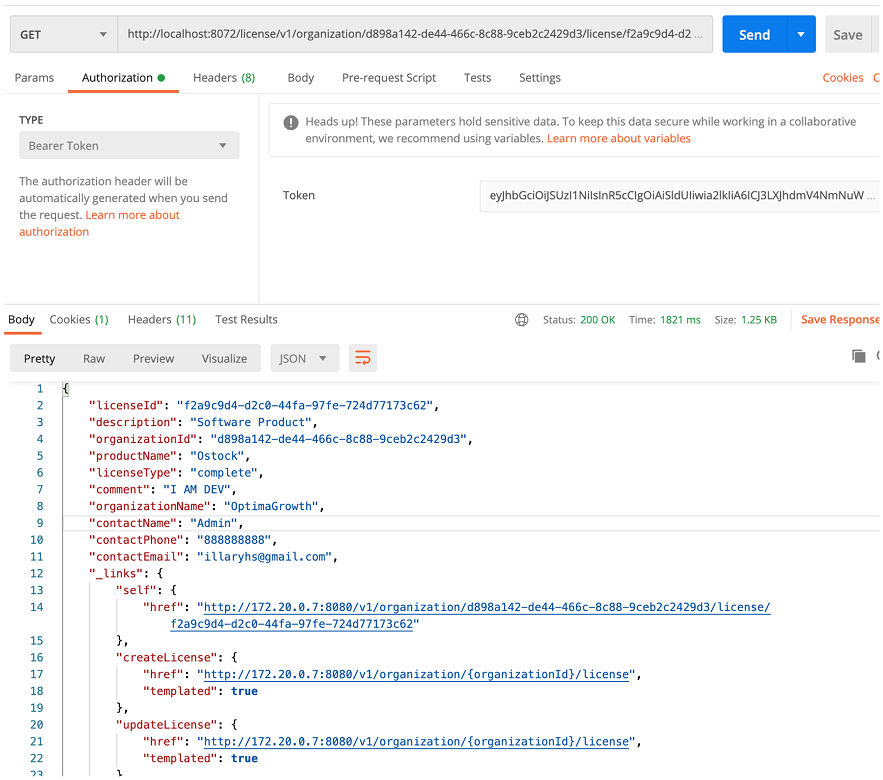 GET http://localhost:8072/license/v1/organization/d898a142-de44-466c-8c88-9ceb2c2429d3/license/f2a9c9d4-d2 ... Send Save
Params Authorization Headers (8) Body Pre-request Script Tests Settings Cookies C
TYPE
Bearer Token
The authorization header will be
automatically generated when you send
the request. Learn more about
authorization
Heads up! These parameters hold sensitive data. To keep this data secure while working in a collaborative
environment, we recommend using variables. Learn more about variables
Token eyJhbGciOiJSUzI1NiIsInR5cCIgOiAiSldUIiwia2lkIiA6ICJ3LXJhdmV4NmNuW ...
Body Cookies (1) Headers (11) Test Results Status: 200 OK Time: 1821 ms Size: 1.25 KB Save Response
Pretty Raw Preview Visualize JSON
1 {
2 "licenseId": "f2a9c9d4-d2c0-44fa-97fe-724d77173c62",
3 "description": "Software Product",
4 "organizationId": "d898a142-de44-466c-8c88-9ceb2c2429d3",
5 "productName": "Ostock",
6 "licenseType": "complete",
7 "comment": "I AM DEV",
8 "organizationName": "OptimaGrowth",
9 "contactName": "Admin",
10 "contactPhone": "888888888",
11 "contactEmail": "illaryhs@gmail.com",
12 "_links": {
13 "self": {
14 "href": "http://172.20.0.7:8080/v1/organization/d898a142-de44-466c-8c88-9ceb2c2429d3/license/
f2a9c9d4-d2c0-44fa-97fe-724d77173c62"
15 },
16 "createLicense": {
17 "href": "http://172.20.0.7:8080/v1/organization/{organizationId}/license",
18 "templated": true
19 },
20 "updateLicense": {
21 "href": "http://172.20.0.7:8080/v1/organization/{organizationId}/license",
22 "templated": true
23 }